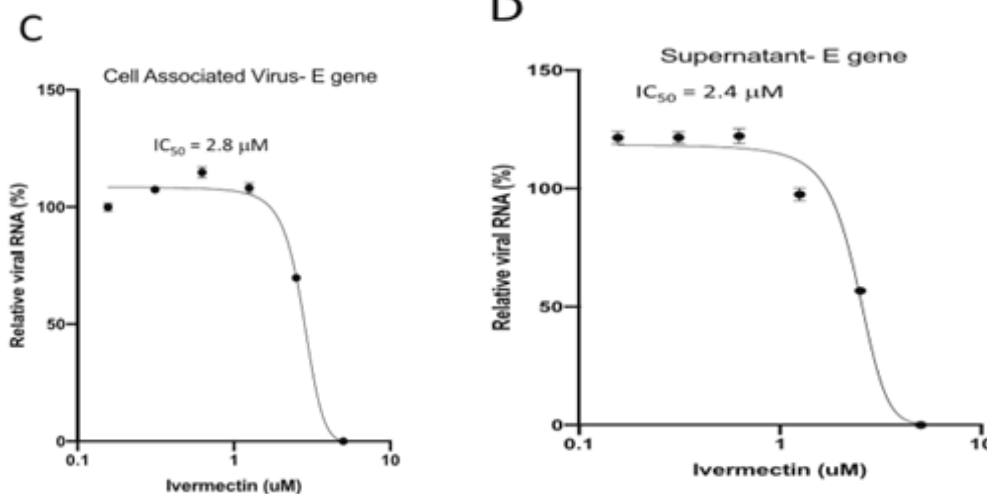 C
Cell Associated Virus- E gene
IC50 = 2.8 μM
Relative viral RNA (%)
150
100
50
0
0.1
1
10
Ivermectin (uM)
D
Supernatant- E gene
IC50 = 2.4 μM
Relative viral RNA (%)
150
100
50
0
0.1
1
10
Ivermectin (uM)